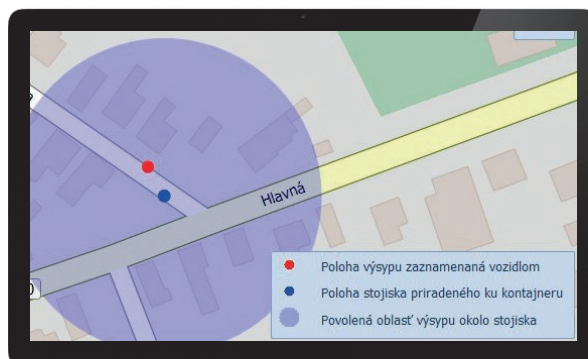 Hlavná
Poloha výsypu zaznamenaná vozidlom
Poloha stojiska priradeného ku kontajneru
Povolená oblasť výsypu okolo stojiska